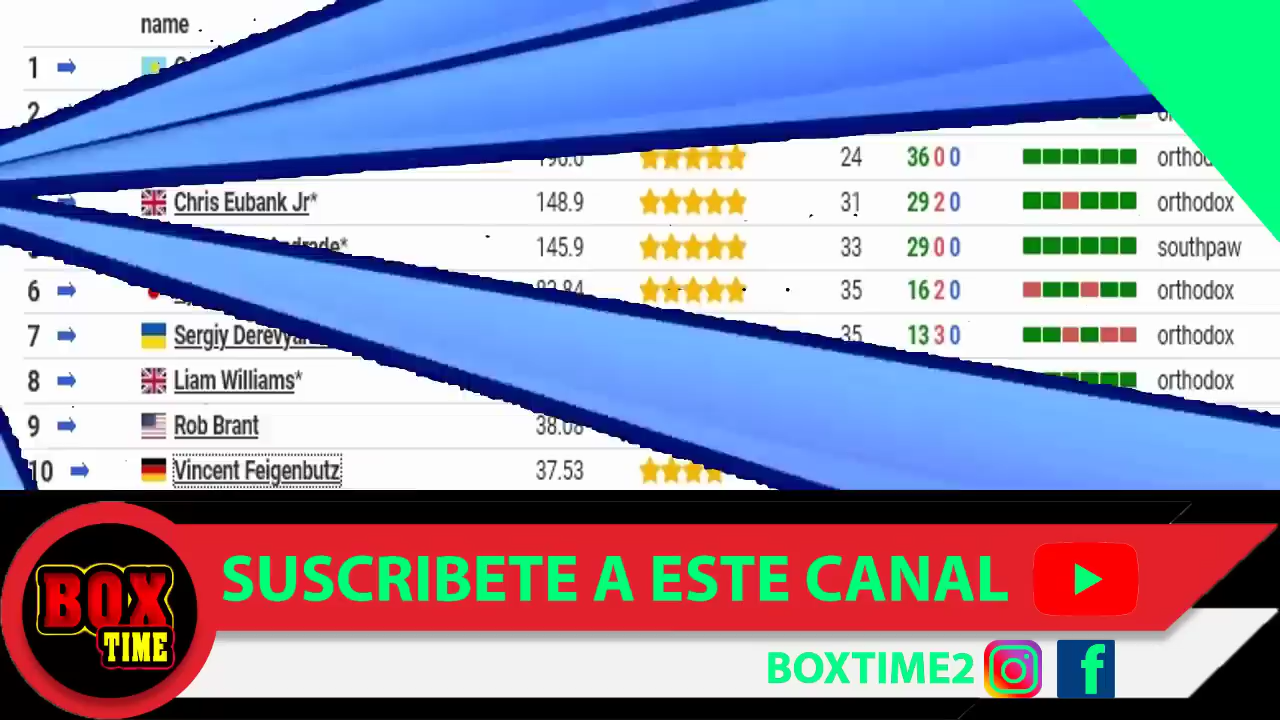 name
1
2
24 36 0 0
Chris Eubank Jr* 148.9 31 29 2 0 orthodox
145.9 33 29 0 0 southpaw
6 35 16 2 0 orthodox
7 Sergiy 35 13 3 0 orthodox
8 Liam Williams* orthodox
9 Rob Brant
10 Vincent Feigenbutz 37.53
SUSCRIBETE A ESTE CANAL
BOX
TIME
BOXTIME2